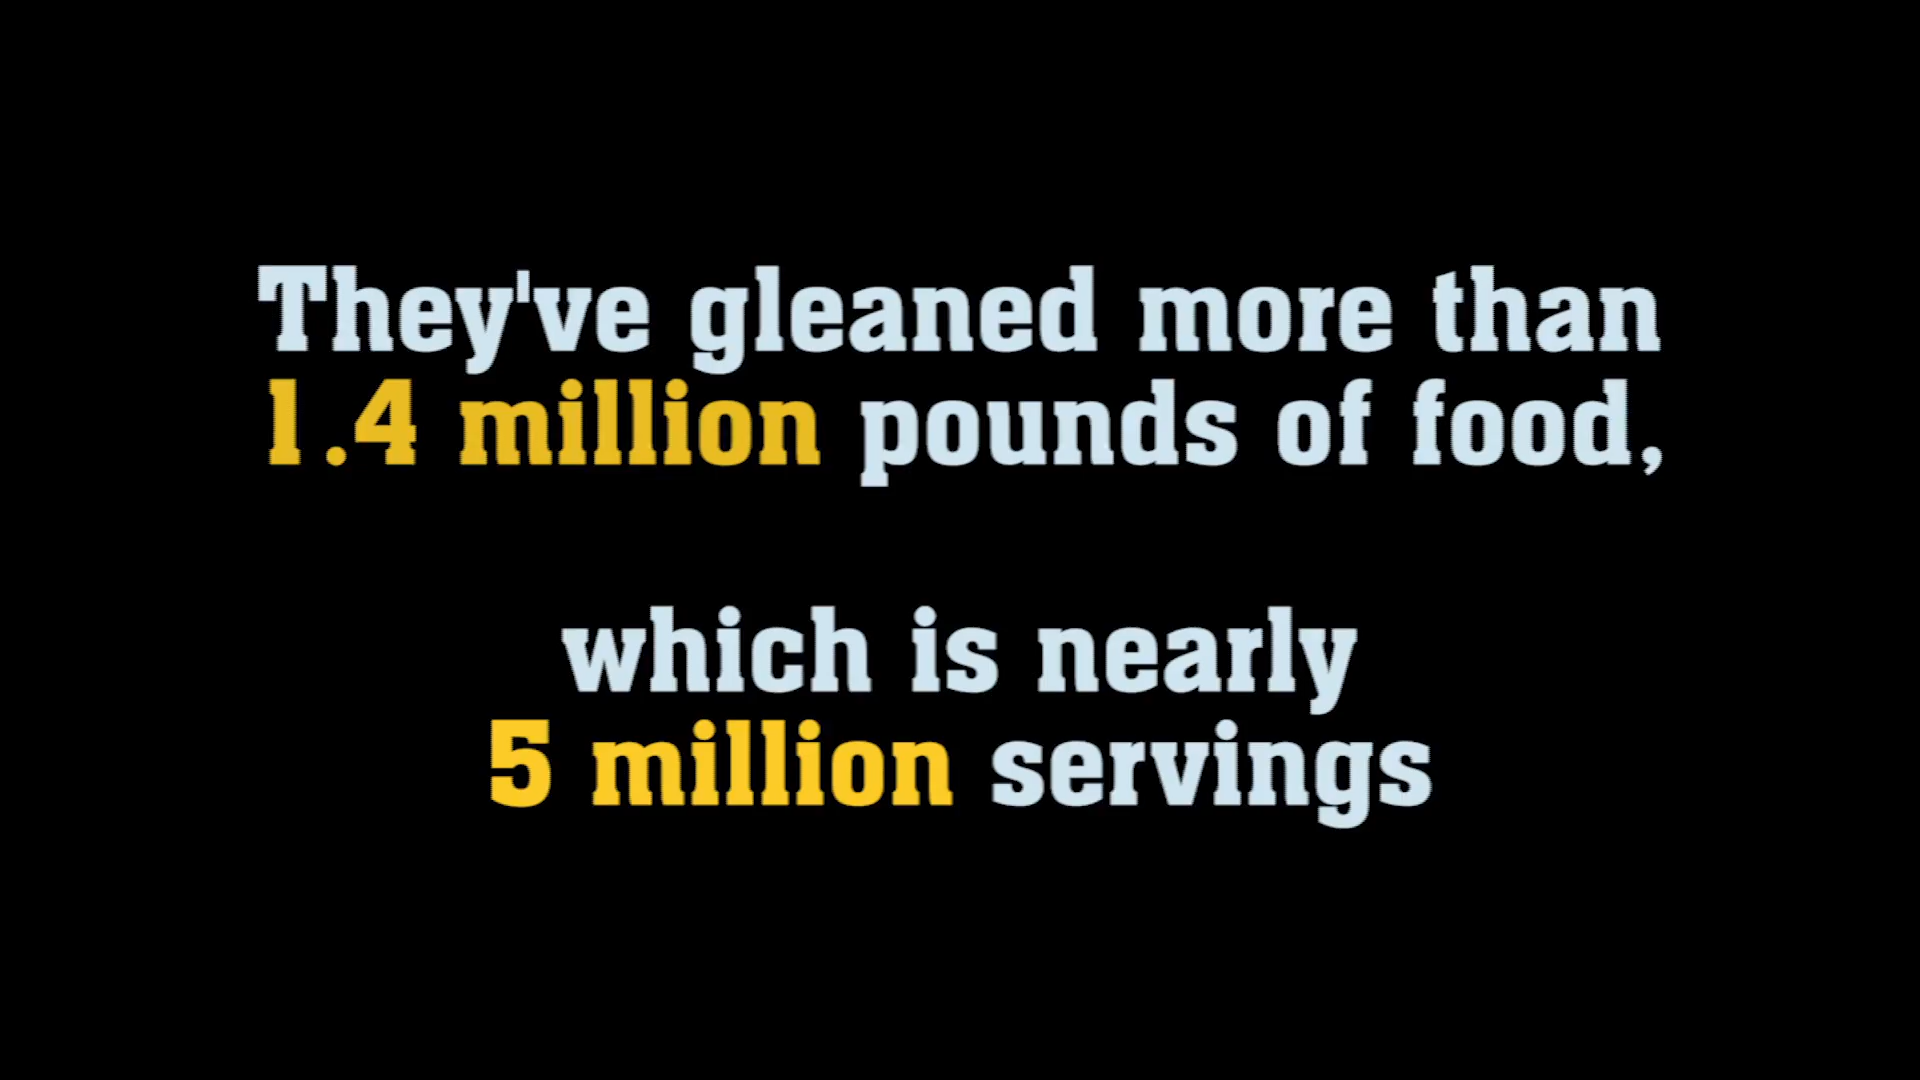 They've gleaned more than
1.4 million pounds of food,
which is nearly
5 million servings